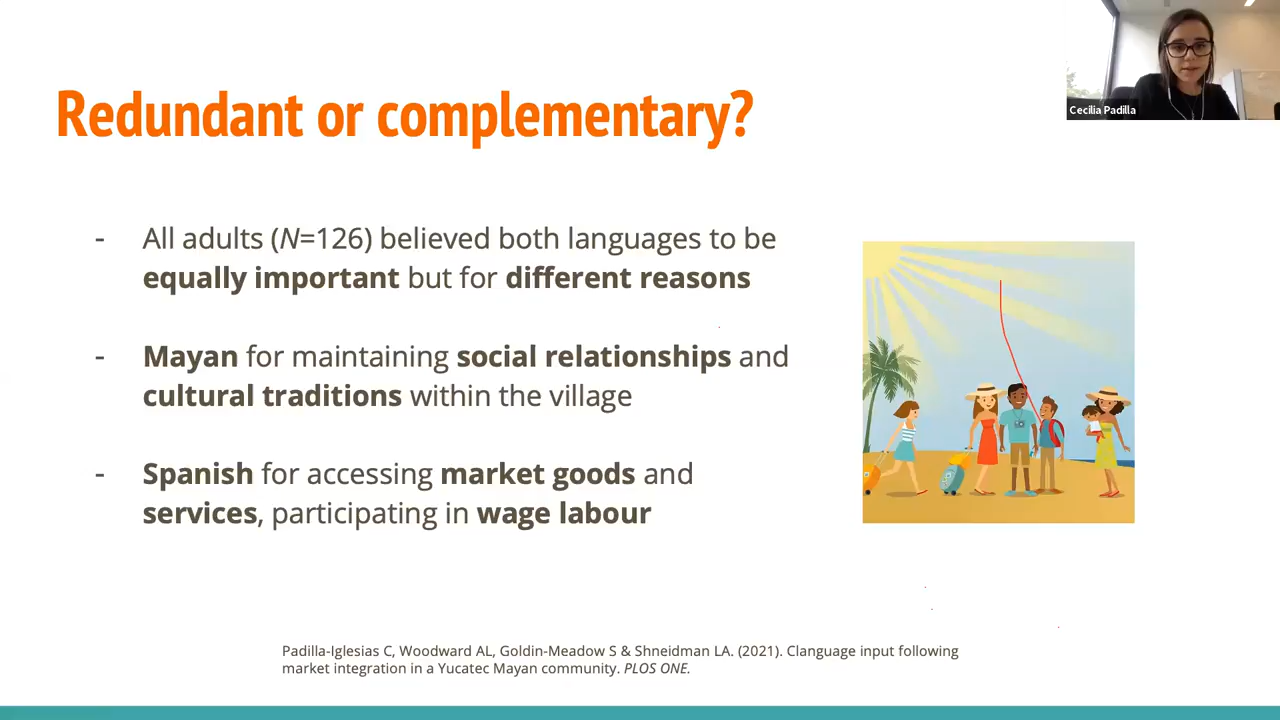 Cecilia Padilla
Redundant or complementary?
- All adults (N=126) believed both languages to be
equally important but for different reasons
- Mayan for maintaining social relationships and
cultural traditions within the village
- Spanish for accessing market goods and
services, participating in wage labour
Padilla-Iglesias C, Woodward AL, Goldin-Meadow S & Shneidman LA. (2021). Clanguage input following
market integration in a Yucatec Mayan community. PLOS ONE.